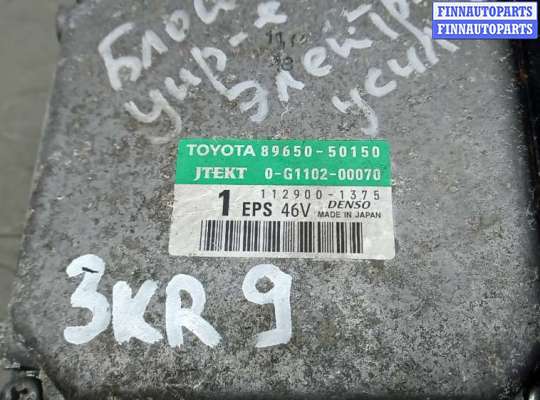 FINNAUTOPARTS
FINNAUTOPARTS
FINNAUTOPARTS
Блок
упр-я
электр
усил
TOYOTA 89650-50150
JTEKT 0-G1102-00070
112900-1375
1 EPS 46V DENSO
MADE IN JAPAN
3KR 9